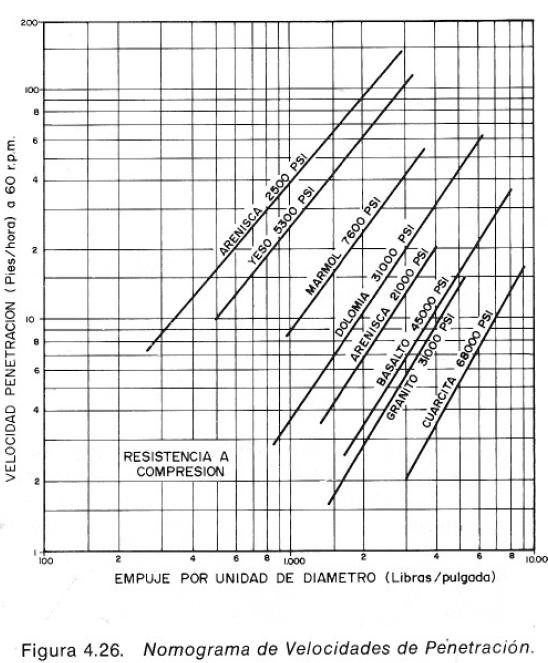 200
100
8
6
4
2
10
8
6
4
2
1
100
2
4
6
8
1.000
2
4
6
8
10.00
VELOCIDAD PENETRACION (Pies/hora) a 60 r.p.m.
ARENISCA 2500 PSI
YESO 5300 PSI
MARMOL 7600 PSI
DOLOMIA 31000 PSI
ARENISCA 21000 PSI
BASALTO 45000 PSI
GRANITO 31000 PSI
CUARCITA 68000 PSI
RESISTENCIA A
COMPRESION
EMPUJE POR UNIDAD DE DIAMETRO (Libras/pulgada)
Figura 4.26. Nomograma de Velocidades de Penetración.